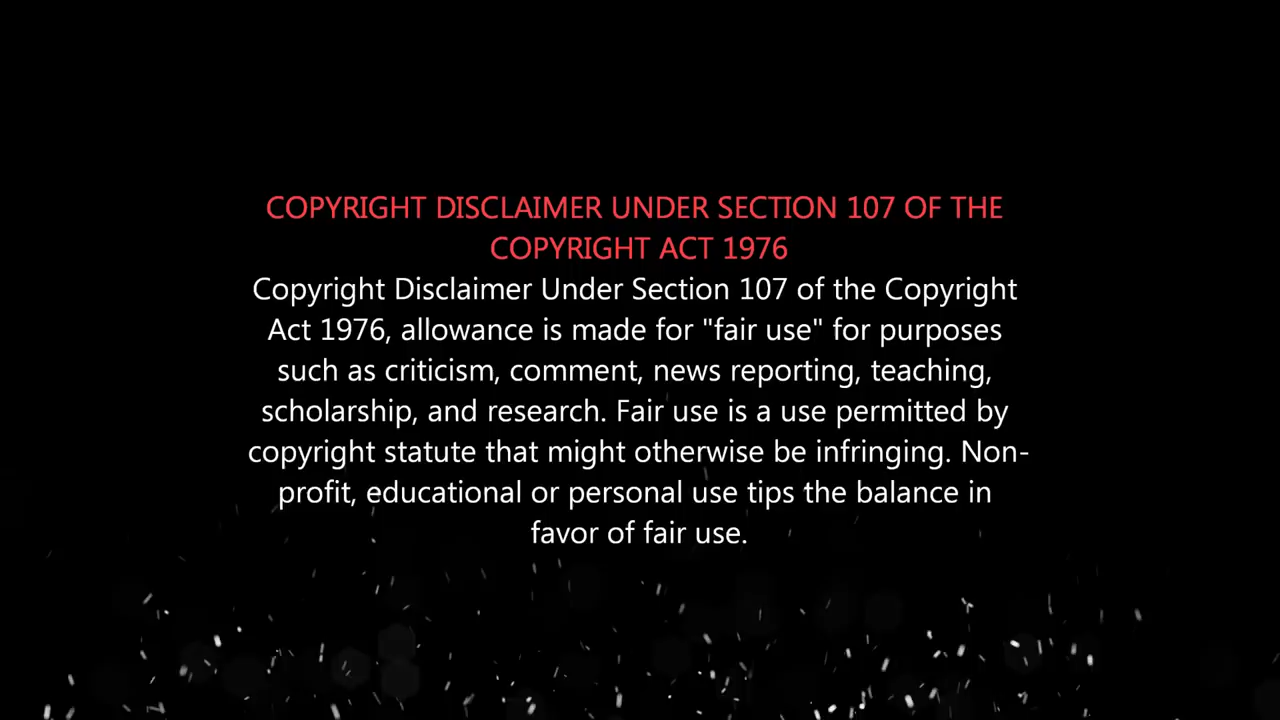 COPYRIGHT DISCLAIMER UNDER SECTION 107 OF THE
COPYRIGHT ACT 1976
Copyright Disclaimer Under Section 107 of the Copyright
Act 1976, allowance is made for "fair use" for purposes
such as criticism, comment, news reporting, teaching,
scholarship, and research. Fair use is a use permitted by
copyright statute that might otherwise be infringing. Non-
profit, educational or personal use tips the balance in
favor of fair use.